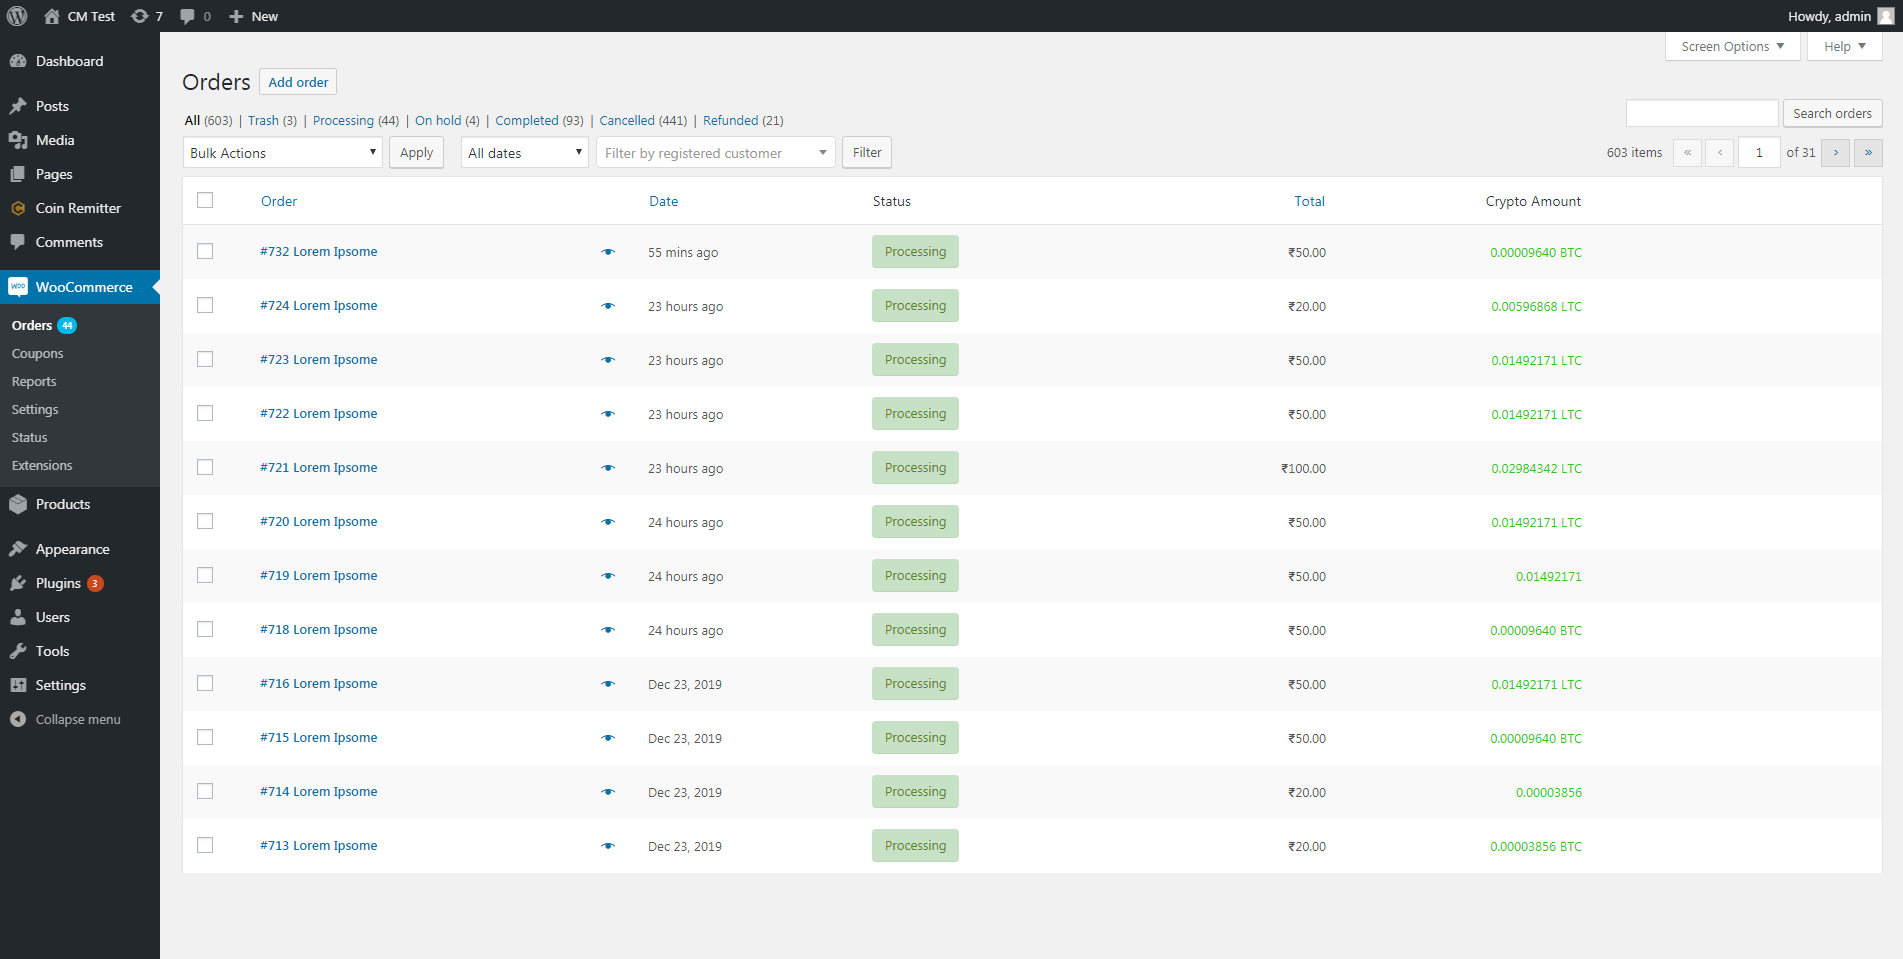 CM Test 7 0 New Howdy, admin
Screen Options Help
Dashboard
Posts
Media
Pages
Coin Remitter
Comments
WooCommerce
Orders 44
Coupons
Reports
Settings
Status
Extensions
Products
Appearance
Plugins 3
Users
Tools
Settings
Collapse menu
Orders Add order
All (603) | Trash (3) | Processing (44) | On hold (4) | Completed (93) | Cancelled (441) | Refunded (21)
Search orders
Bulk Actions Apply All dates Filter by registered customer Filter 603 items « ‹ 1 of 31 › »
Order Date Status Total Crypto Amount
#732 Lorem Ipsome 55 mins ago Processing ₹50.00 0.00009640 BTC
#724 Lorem Ipsome 23 hours ago Processing ₹20.00 0.00596868 LTC
#723 Lorem Ipsome 23 hours ago Processing ₹50.00 0.01492171 LTC
#722 Lorem Ipsome 23 hours ago Processing ₹50.00 0.01492171 LTC
#721 Lorem Ipsome 23 hours ago Processing ₹100.00 0.02984342 LTC
#720 Lorem Ipsome 24 hours ago Processing ₹50.00 0.01492171 LTC
#719 Lorem Ipsome 24 hours ago Processing ₹50.00 0.01492171
#718 Lorem Ipsome 24 hours ago Processing ₹50.00 0.00009640 BTC
#716 Lorem Ipsome Dec 23, 2019 Processing ₹50.00 0.01492171 LTC
#715 Lorem Ipsome Dec 23, 2019 Processing ₹50.00 0.00009640 BTC
#714 Lorem Ipsome Dec 23, 2019 Processing ₹20.00 0.00003856
#713 Lorem Ipsome Dec 23, 2019 Processing ₹20.00 0.00003856 BTC